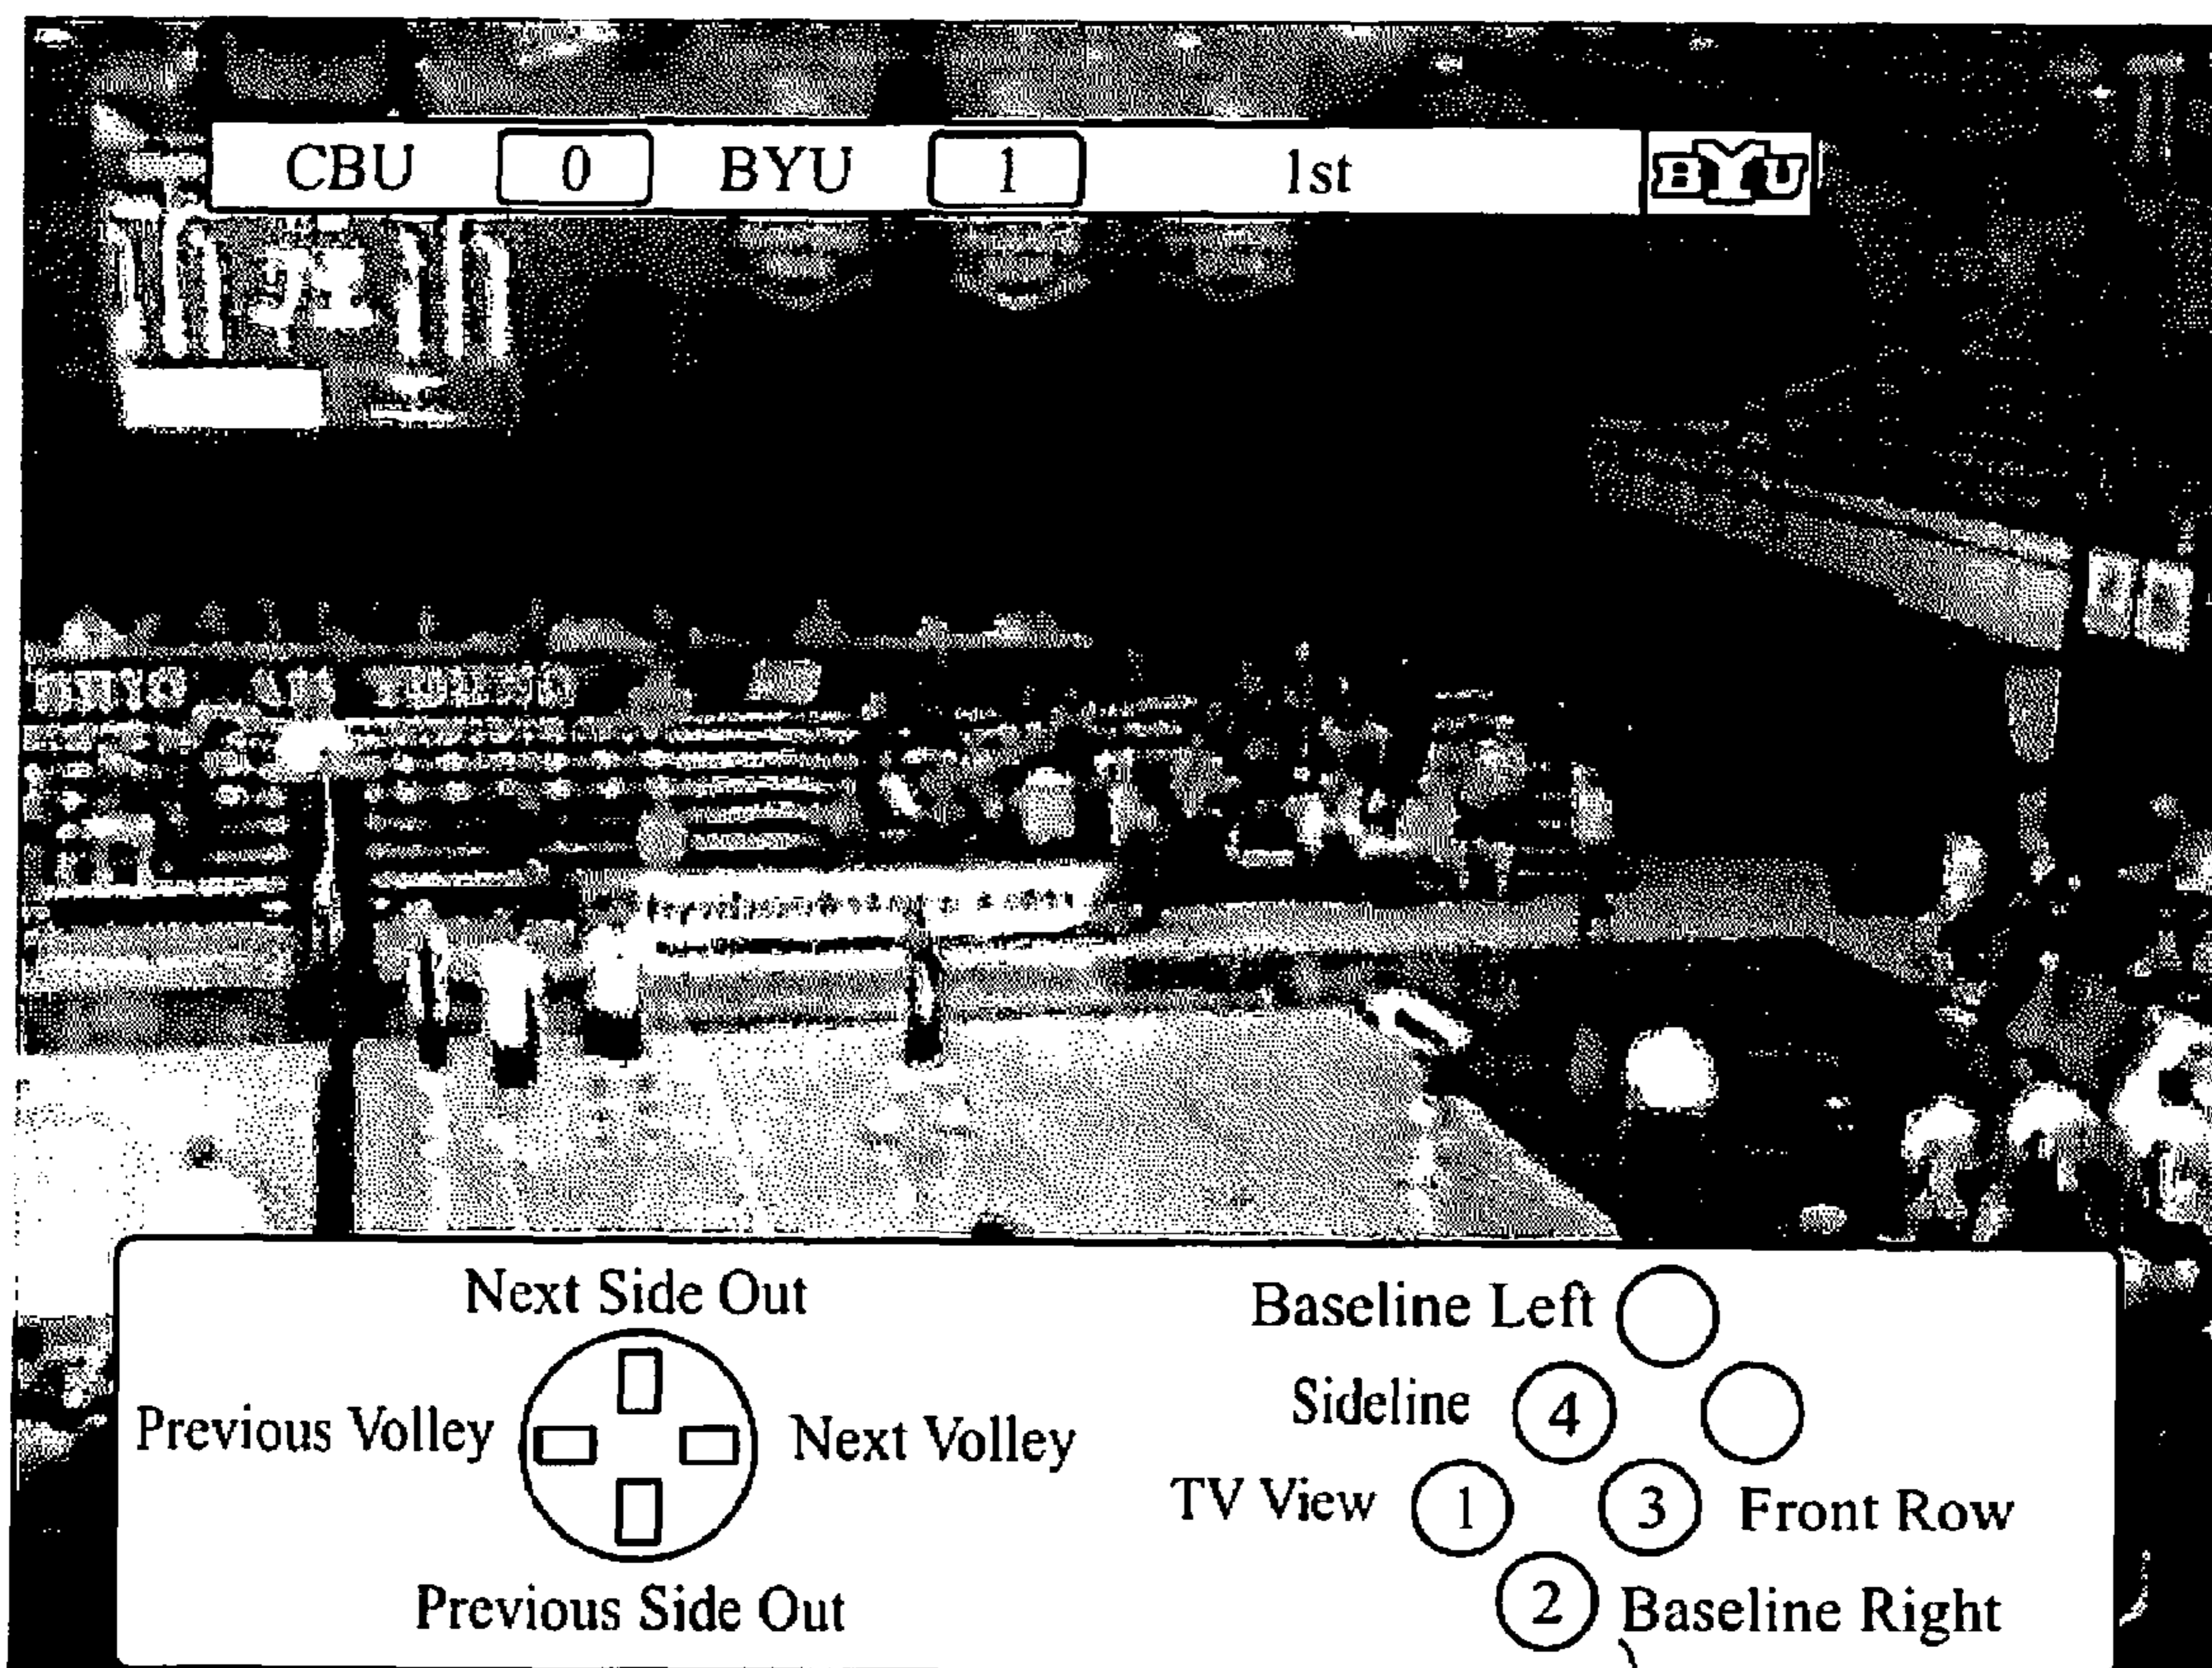 CBU 0 BYU 1 1st BYU
Next Side Out
Previous Volley Next Volley
Previous Side Out
Baseline Left
Sideline 4
TV View 1 3 Front Row
2 Baseline Right